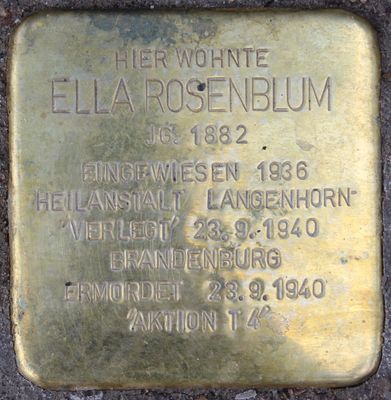 HIER WOHNTE
ELLA ROSENBLUM
JG. 1882
EINGEWIESEN 1936
HEILANSTALT LANGENHORN
'VERLEGT' 23.9.1940
BRANDENBURG
ERMORDET 23.9.1940
'AKTION T4'